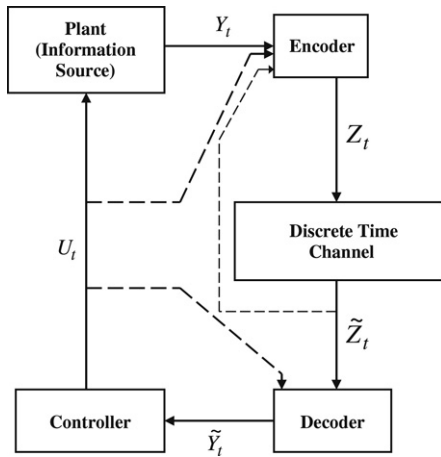 Plant
(Information
Source)
Y_t
Encoder
Z_t
Discrete Time
Channel
U_t
Z̃_t
Controller
Ỹ_t
Decoder